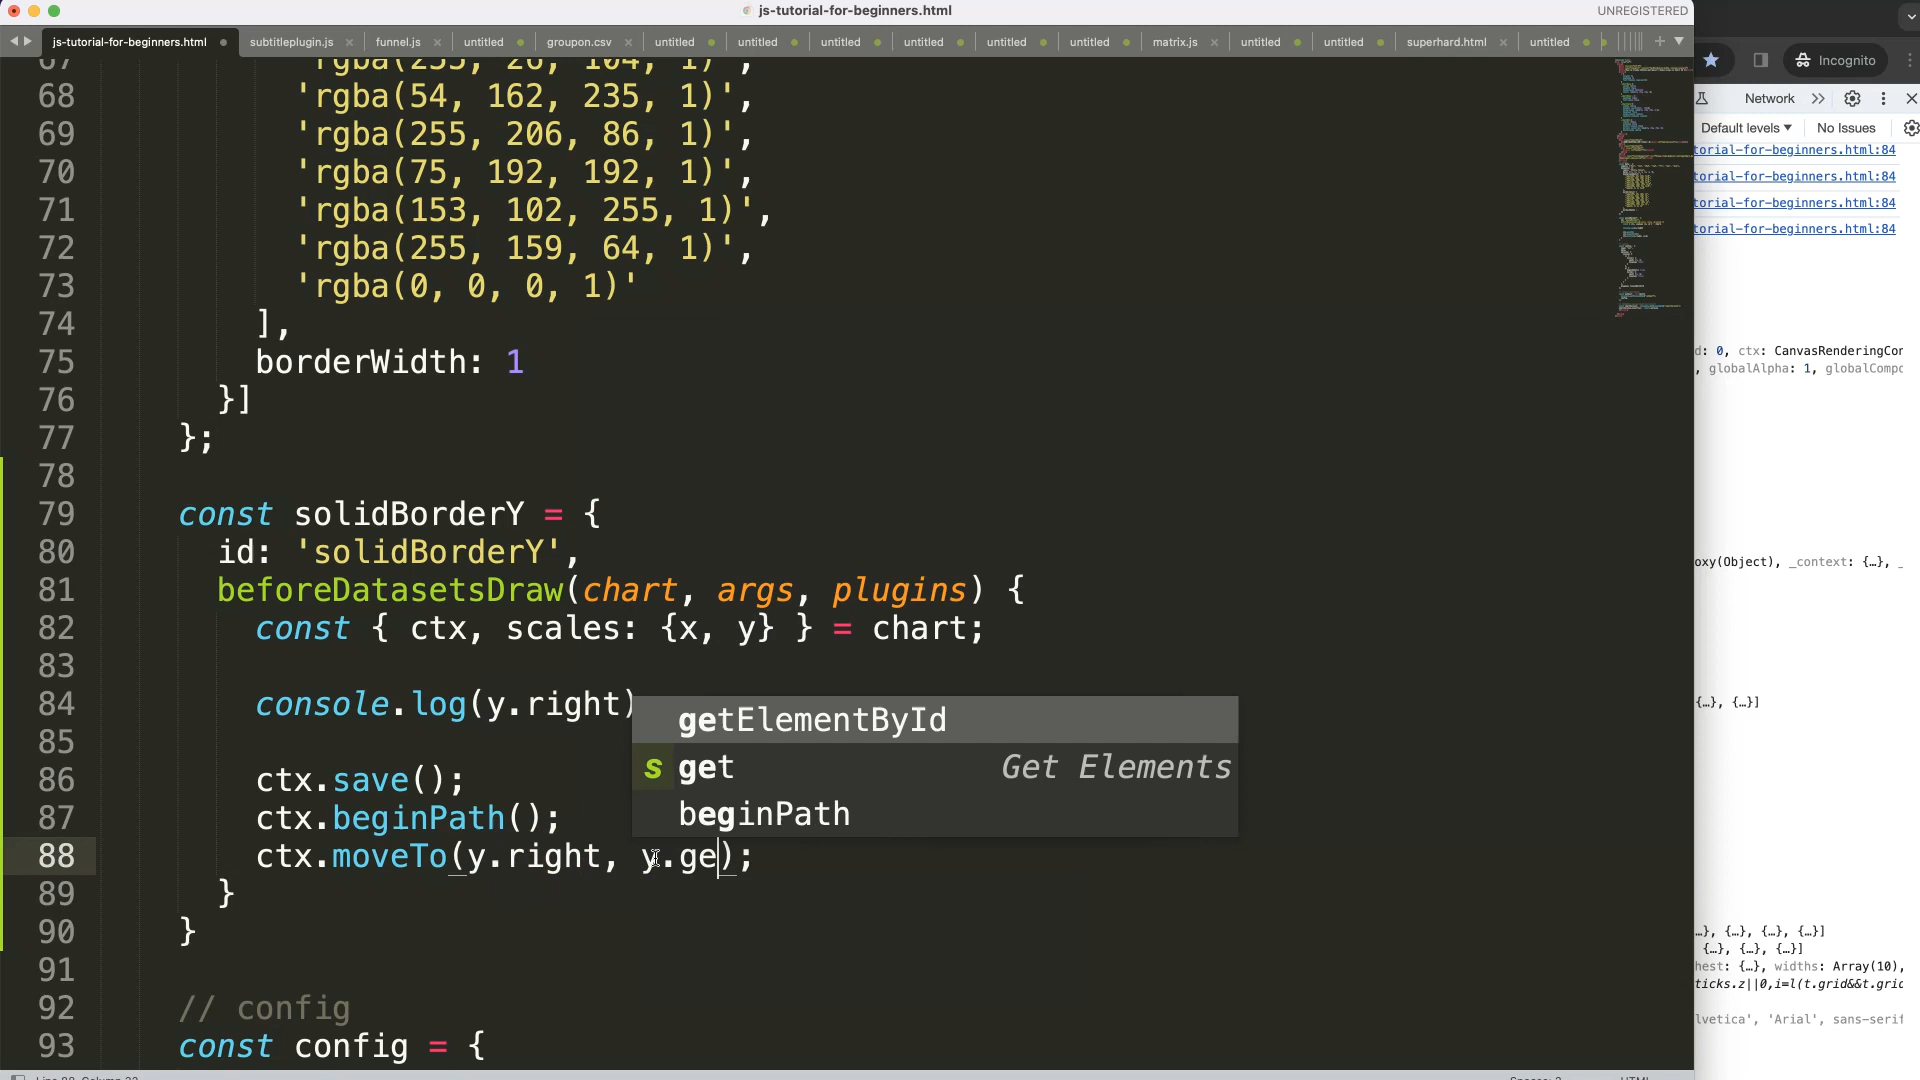 js-tutorial-for-beginners.html
UNREGISTERED
js-tutorial-for-beginners.html subtitleplugin.js funnel.js untitled groupon.csv untitled untitled untitled untitled untitled untitled matrix.js untitled untitled superhard.html untitled
68 'rgba(54, 162, 235, 1)',
69 'rgba(255, 206, 86, 1)',
70 'rgba(75, 192, 192, 1)',
71 'rgba(153, 102, 255, 1)',
72 'rgba(255, 159, 64, 1)',
73 'rgba(0, 0, 0, 1)'
74 ],
75 borderWidth: 1
76 }]
77 };
78
79 const solidBorderY = {
80 id: 'solidBorderY',
81 beforeDatasetsDraw(chart, args, plugins) {
82 const { ctx, scales: {x, y} } = chart;
83
84 console.log(y.right)
85
86 ctx.save();
87 ctx.beginPath();
88 ctx.moveTo(y.right, y.ge);
89 }
90 }
91
92 // config
93 const config = {
getElementById
s get Get Elements
beginPath
Incognito
Network
Default levels No Issues
torial-for-beginners.html:84
torial-for-beginners.html:84
torial-for-beginners.html:84
torial-for-beginners.html:84
d: 0, ctx: CanvasRenderingCon
, globalAlpha: 1, globalCompo
oxy(Object), _context: {…}, _
{…}, {…}]
…}, {…}, {…}, {…}]
{…}, {…}, {…}]
hest: {…}, widths: Array(10),
ticks.z||0,i=l(t.grid&&t.grid
lvetica', 'Arial', sans-serif